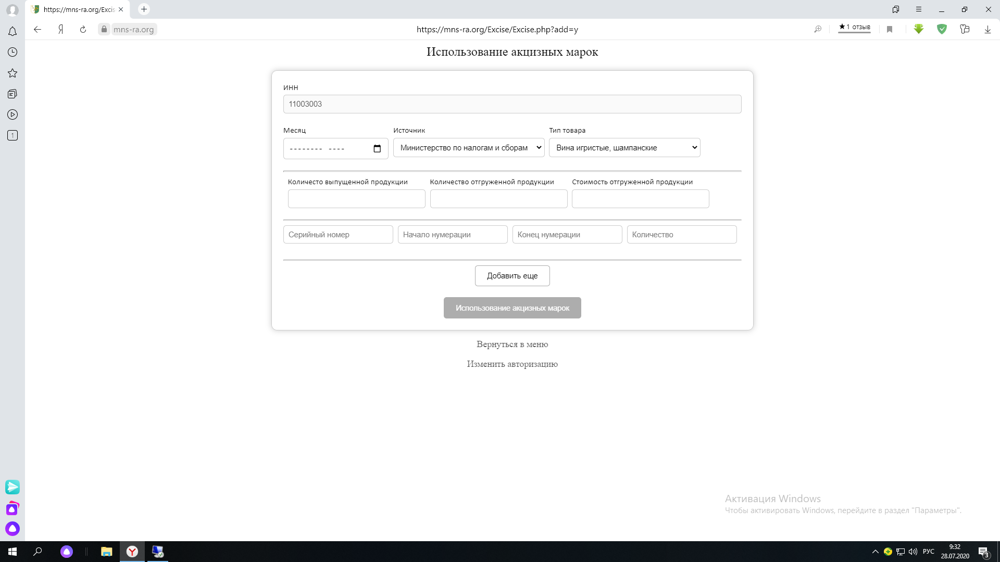 https://mns-ra.org/Excis
mns-ra.org
https://mns-ra.org/Excise/Excise.php?add=y
★1 отзыв
Использование акцизных марок
ИНН
11003003
Месяц
Источник
Тип товара
-------- ----
Министерство по налогам и сборам
Вина игристые, шампанские
Количесто выпущенной продукции
Количество отгруженной продукции
Стоимость отгруженной продукции
Серийный номер
Начало нумерации
Конец нумерации
Количество
Добавить еще
Использование акцизных марок
Вернуться в меню
Изменить авторизацию
1
Активация Windows
Чтобы активировать Windows, перейдите в раздел "Параметры".
РУС
9:32
28.07.2020
3